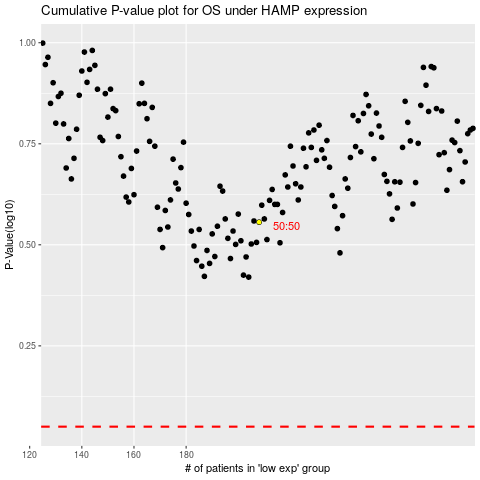 Cumulative P-value plot for OS under HAMP expression
P-Value(log10)
1.00
0.75
0.50
0.25
50:50
120 140 160 180
# of patients in 'low exp' group